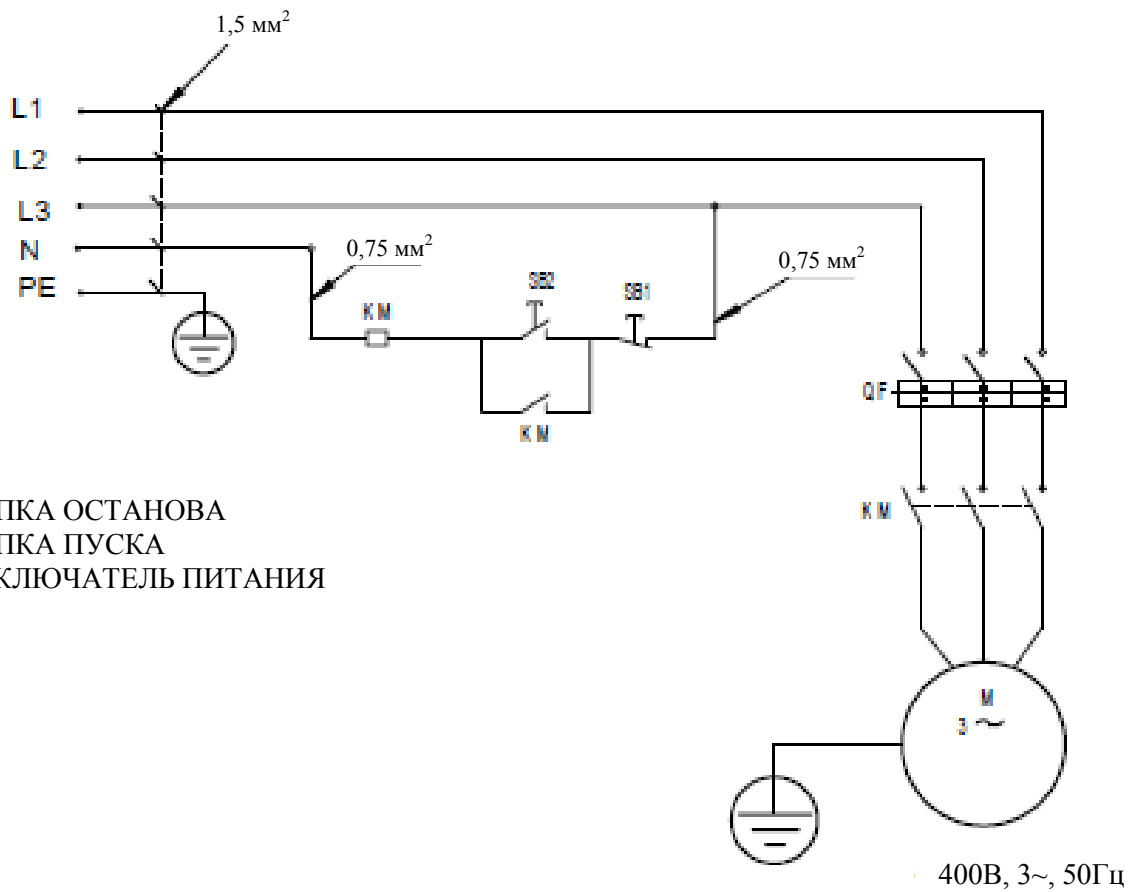 1,5 мм²
L1
L2
L3
N
PE
0,75 мм²
0,75 мм²
KM
SB2
SB1
KM
QF
KM
ПКА ОСТАНОВА
ПКА ПУСКА
КЛЮЧАТЕЛЬ ПИТАНИЯ
M
3 ~
400В, 3~, 50Гц